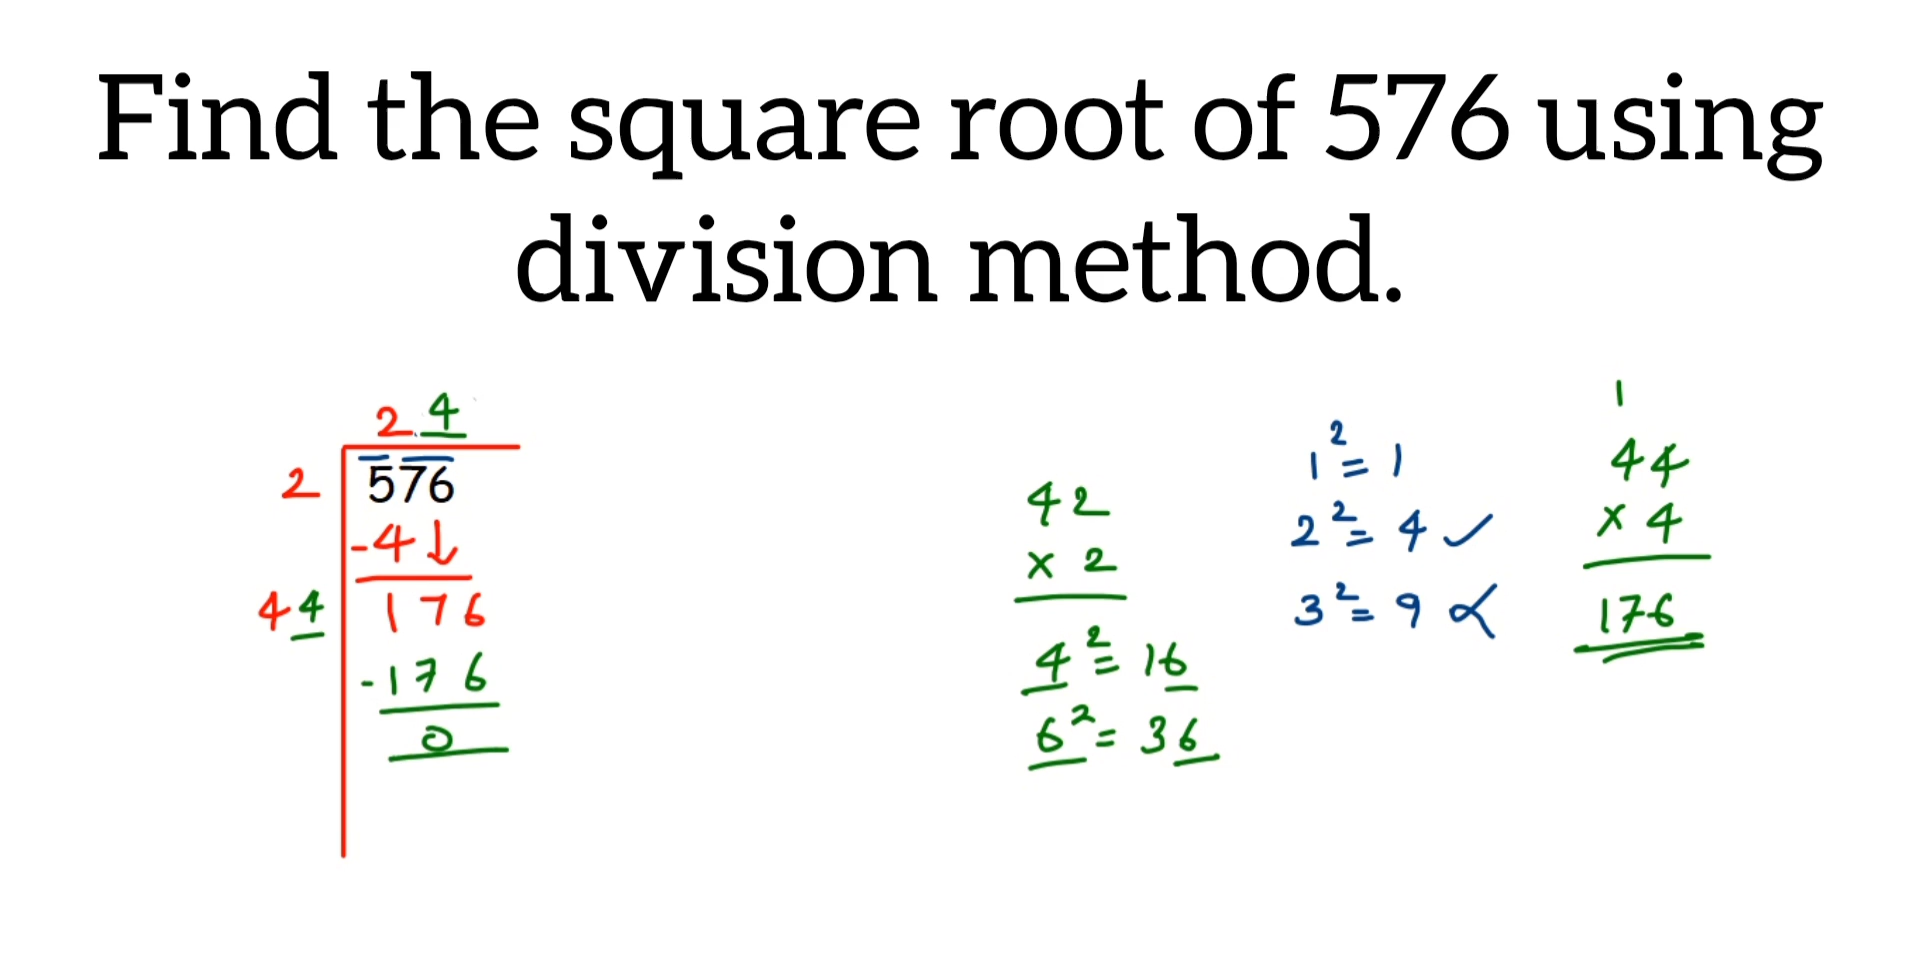 Find the square root of 576 using
division method.
2 4
2 576
-4↓
44 176
-176
0
42
x 2
4²= 16
6²= 36
1²= 1
2²= 4 ✓
3²= 9
1
44
x 4
176